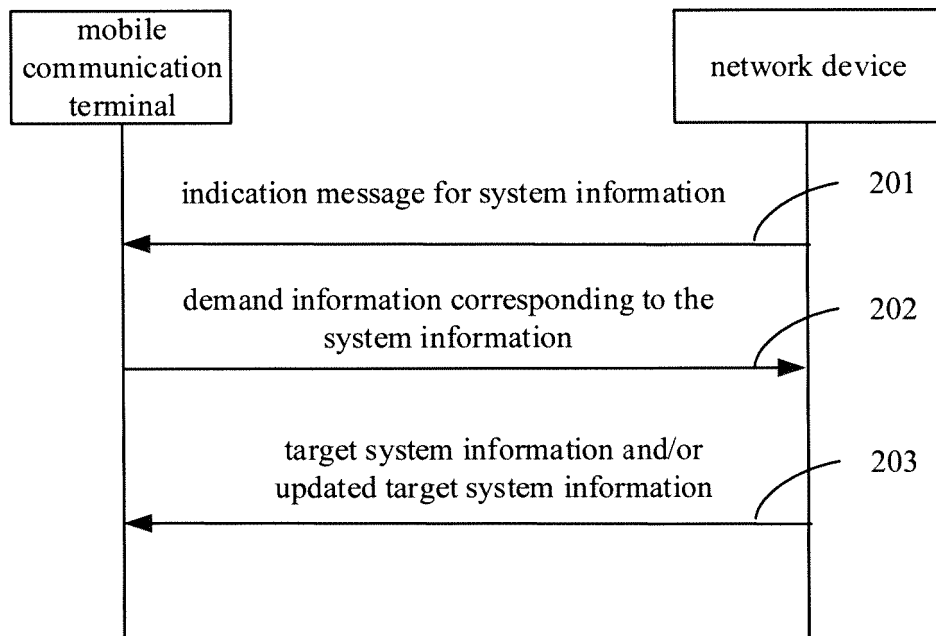 mobile
communication
terminal
network device
indication message for system information
201
demand information corresponding to the
system information
202
target system information and/or
updated target system information
203